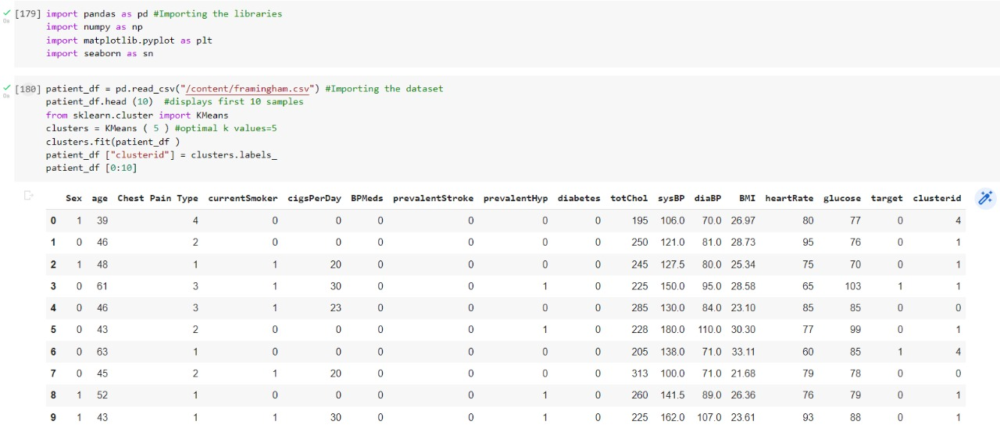 [179] import pandas as pd #Importing the libraries
import numpy as np
import matplotlib.pyplot as plt
import seaborn as sn
[180] patient_df = pd.read_csv("/content/framingham.csv") #Importing the dataset
patient_df.head (10)  #displays first 10 samples
from sklearn.cluster import KMeans
clusters = KMeans ( 5 ) #optimal k values=5
clusters.fit(patient_df )
patient_df ["clusterid"] = clusters.labels_
patient_df [0:10]
Sex age Chest Pain Type currentSmoker cigsPerDay BPMeds prevalentStroke prevalentHyp diabetes totChol sysBP diaBP BMI heartRate glucose target clusterid
0 1 39 4 0 0 0 0 0 0 195 106.0 70.0 26.97 80 77 0 4
1 0 46 2 0 0 0 0 0 0 250 121.0 81.0 28.73 95 76 0 1
2 1 48 1 1 20 0 0 0 0 245 127.5 80.0 25.34 75 70 0 1
3 0 61 3 1 30 0 0 1 0 225 150.0 95.0 28.58 65 103 1 1
4 0 46 3 1 23 0 0 0 0 285 130.0 84.0 23.10 85 85 0 0
5 0 43 2 0 0 0 0 1 0 228 180.0 110.0 30.30 77 99 0 1
6 0 63 1 0 0 0 0 0 0 205 138.0 71.0 33.11 60 85 1 4
7 0 45 2 1 20 0 0 0 0 313 100.0 71.0 21.68 79 78 0 0
8 1 52 1 0 0 0 0 1 0 260 141.5 89.0 26.36 76 79 0 1
9 1 43 1 1 30 0 0 1 0 225 162.0 107.0 23.61 93 88 0 1